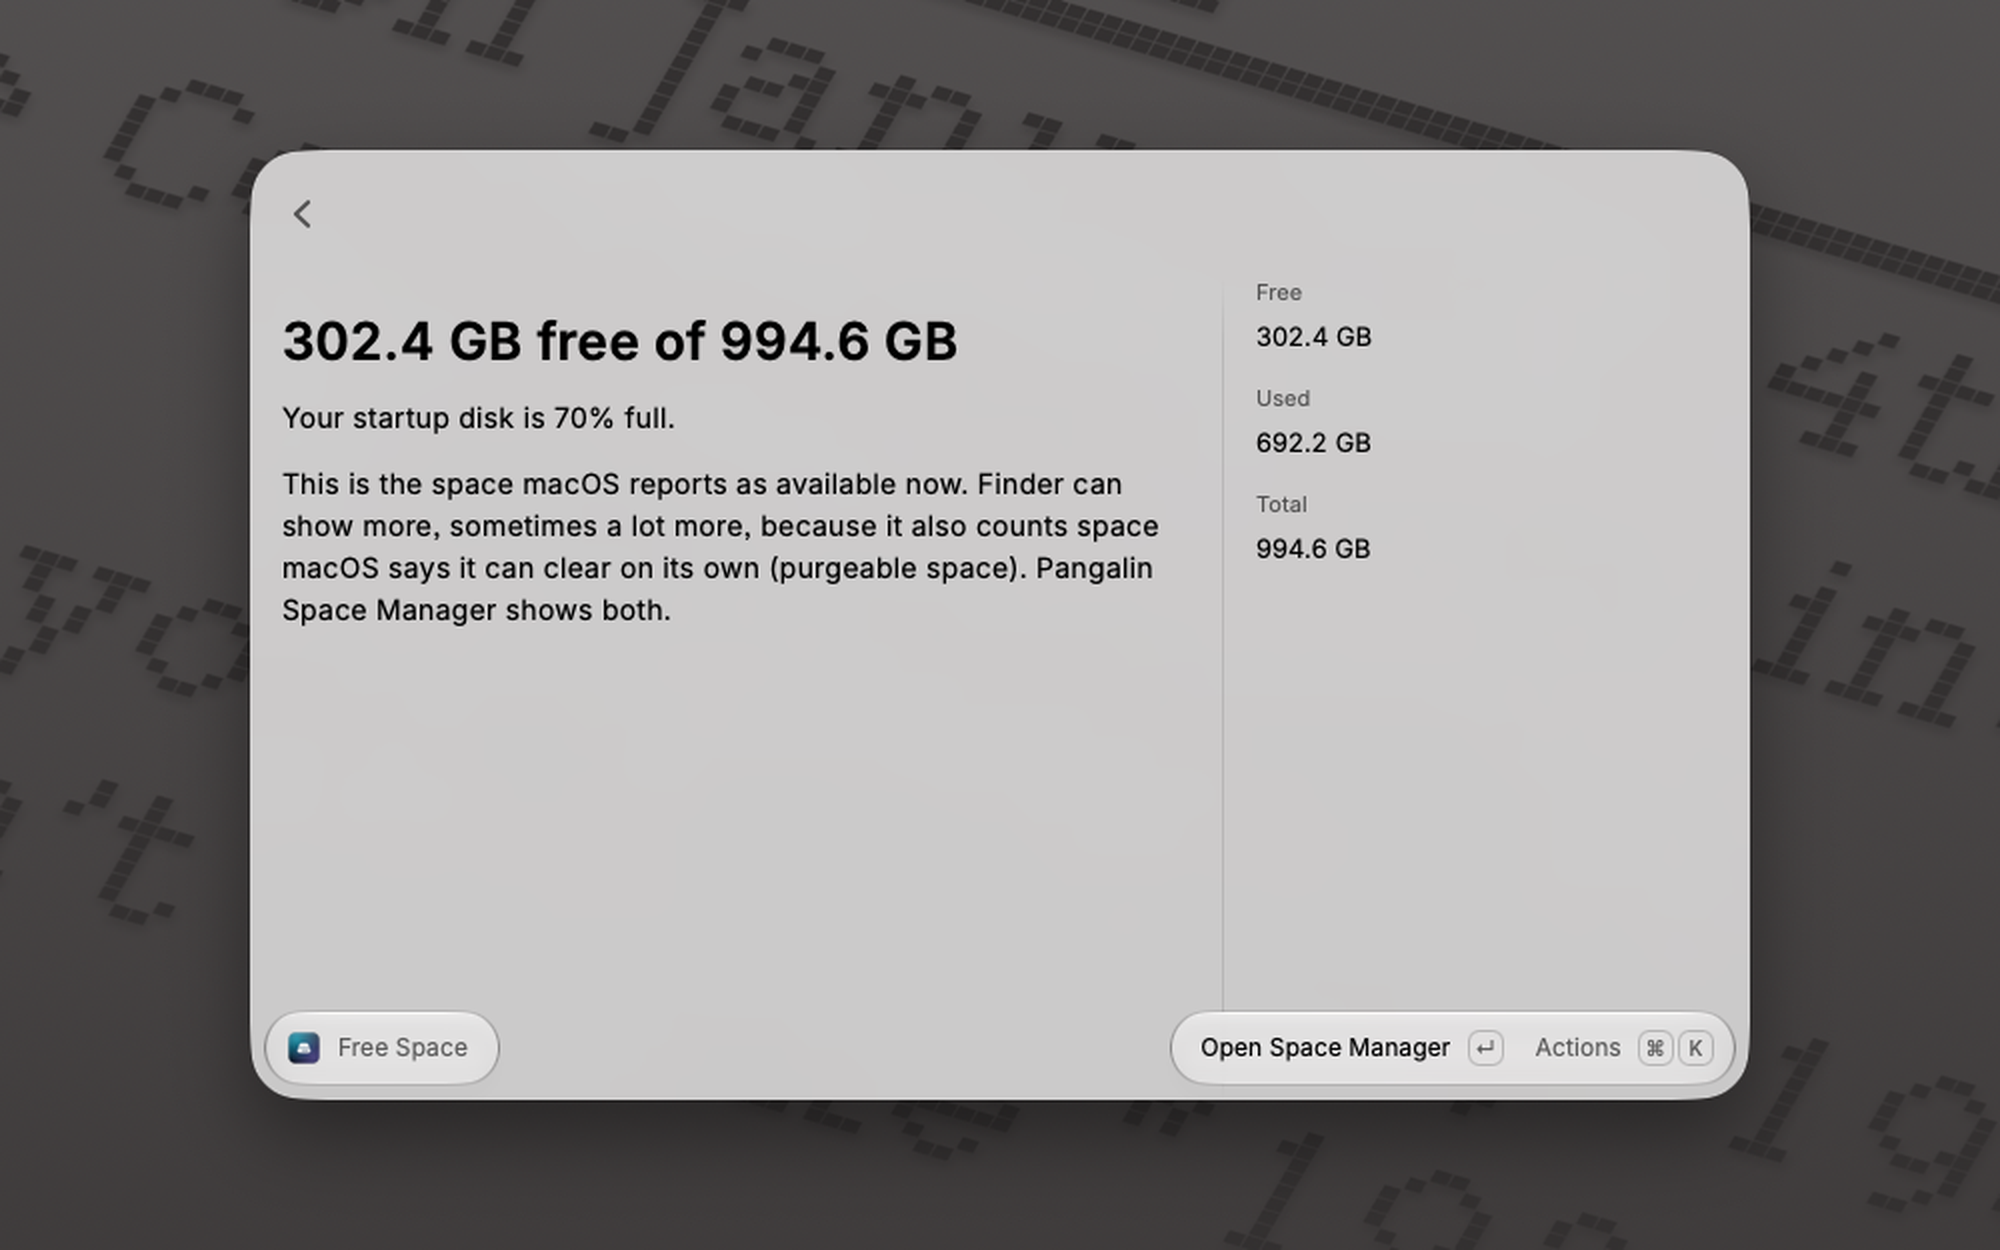 302.4 GB free of 994.6 GB
Your startup disk is 70% full.
This is the space macOS reports as available now. Finder can
show more, sometimes a lot more, because it also counts space
macOS says it can clear on its own (purgeable space). Pangalin
Space Manager shows both.
Free
302.4 GB
Used
692.2 GB
Total
994.6 GB
Free Space
Open Space Manager ↵ Actions ⌘ K